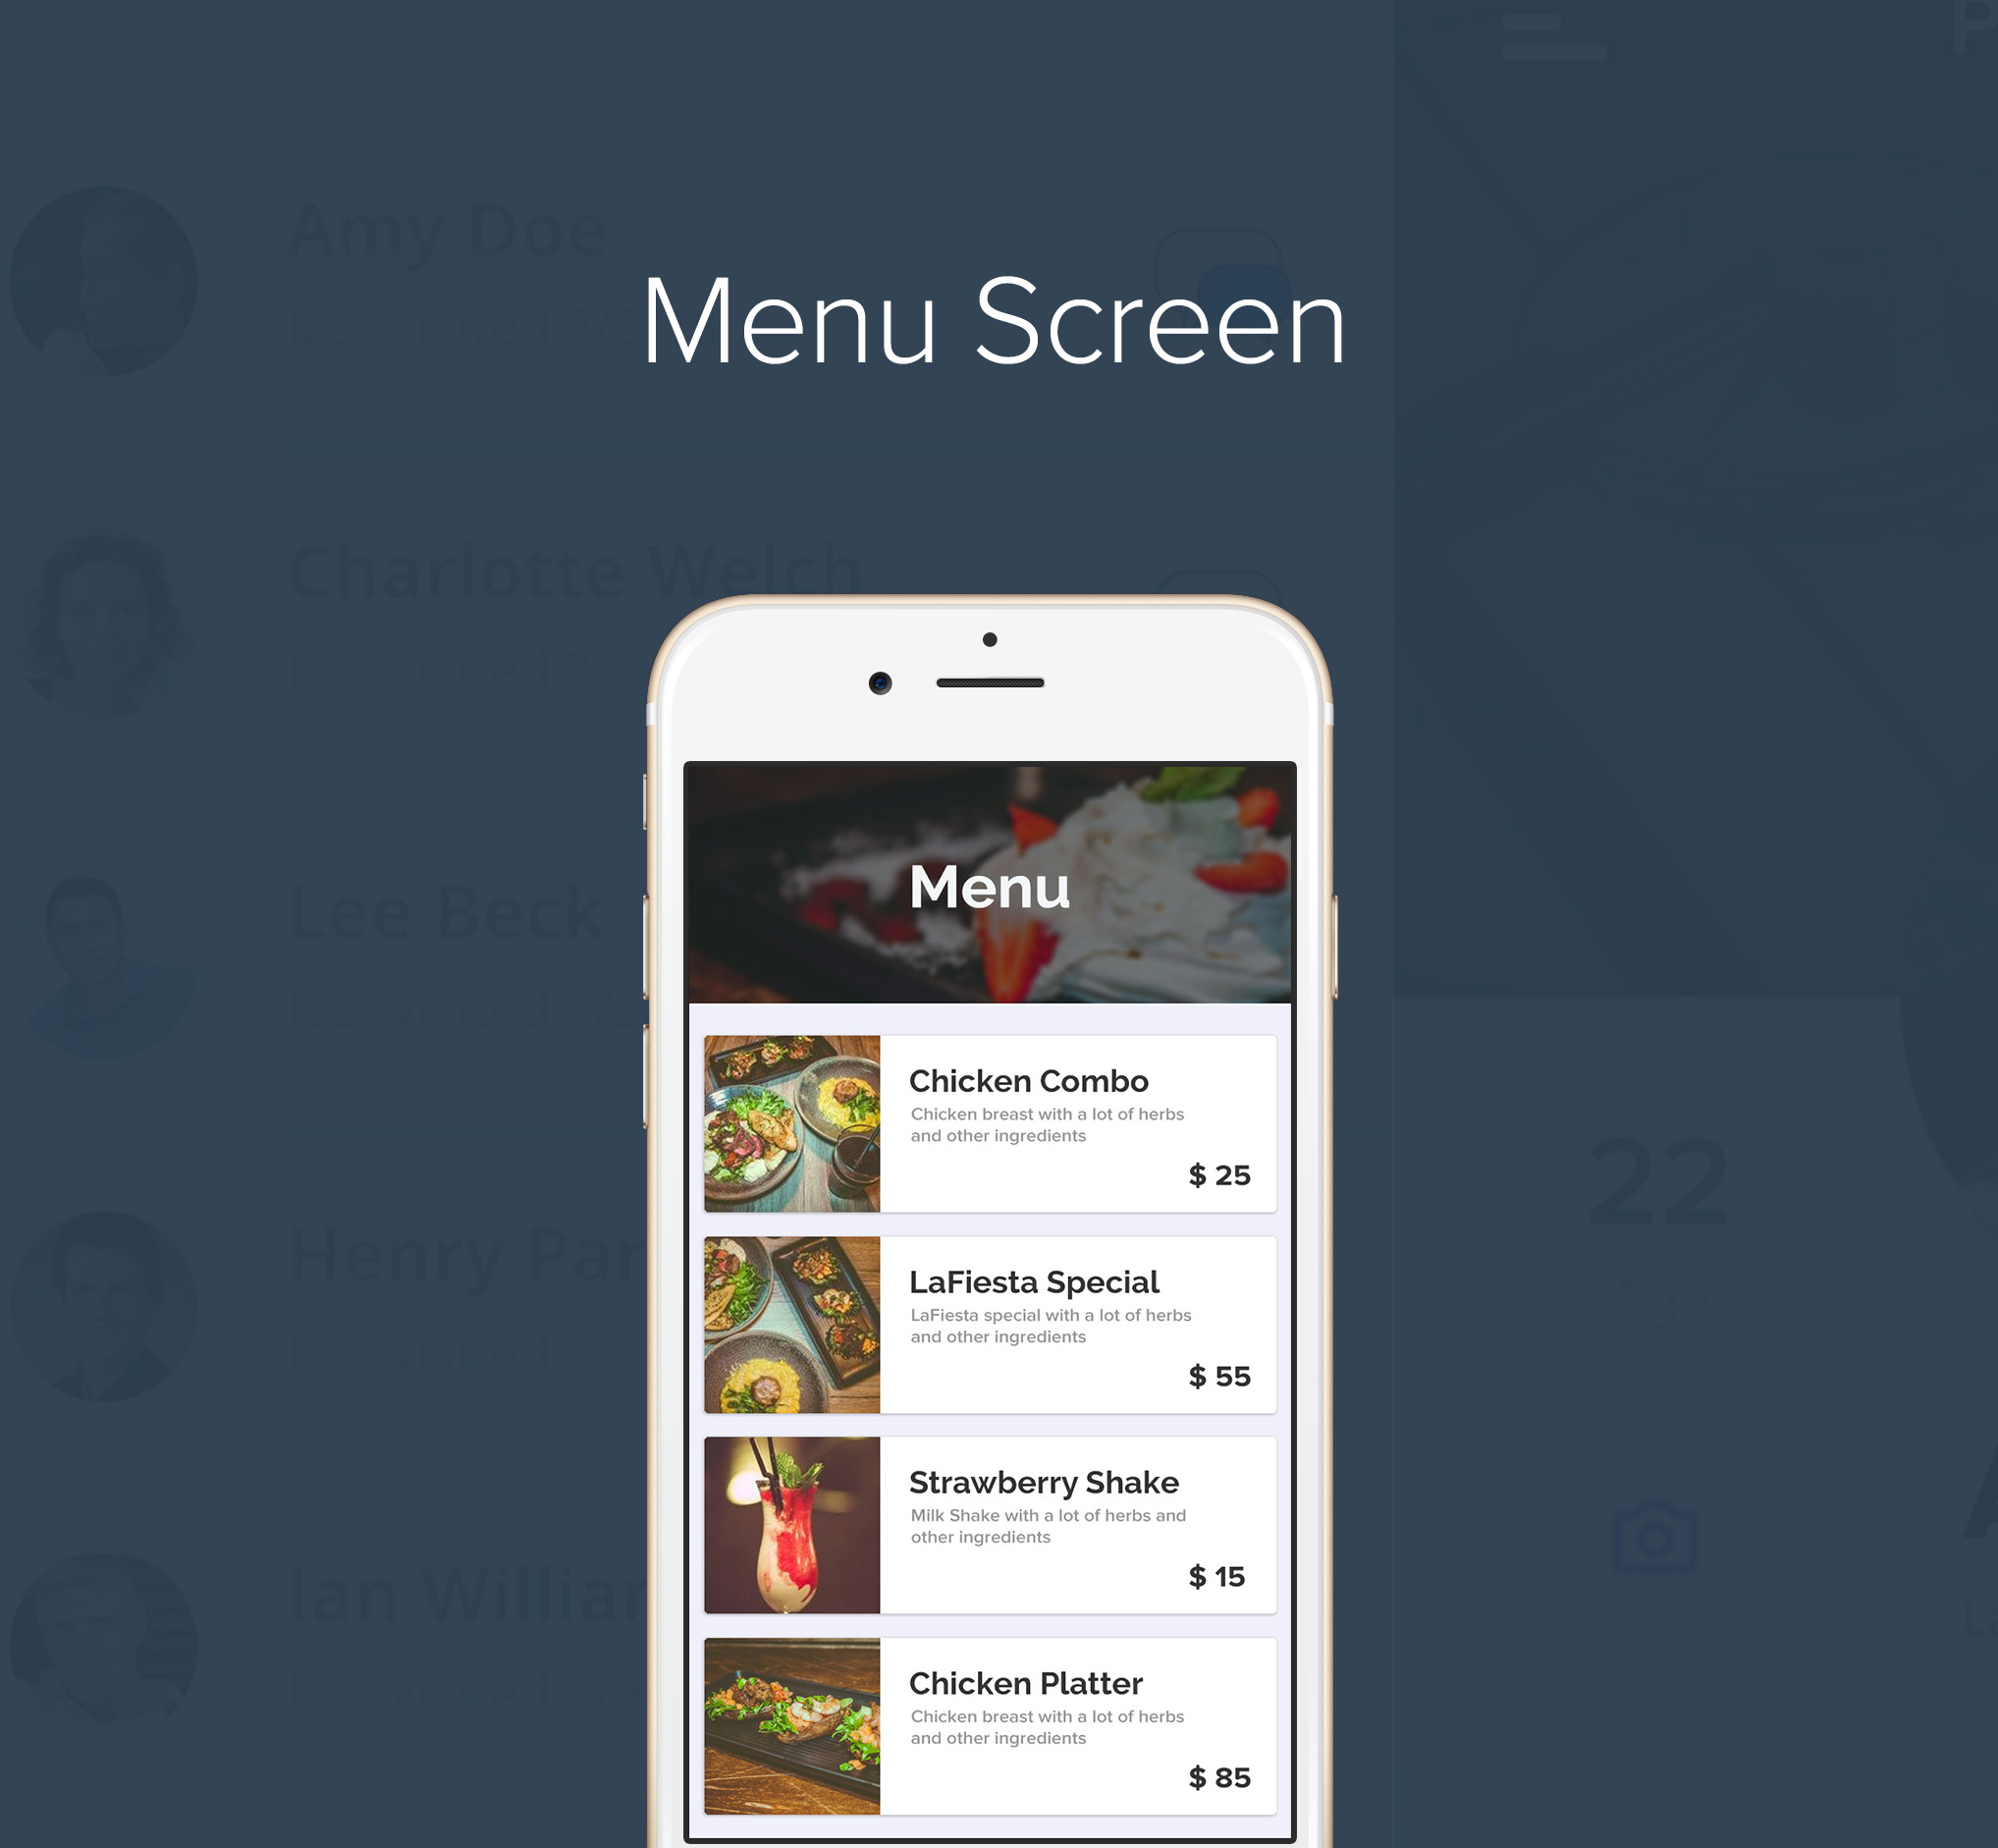 Amy Doe
last visited
Menu Screen
Charlotte Welch
last visited 3/5
Lee Beck
last visited 1/5
Henry Par
last visited 12/
Ian Willia
last visited 1/9
22
Age
Menu
Chicken Combo
Chicken breast with a lot of herbs
and other ingredients
$ 25
LaFiesta Special
LaFiesta special with a lot of herbs
and other ingredients
$ 55
Strawberry Shake
Milk Shake with a lot of herbs and
other ingredients
$ 15
Chicken Platter
Chicken breast with a lot of herbs
and other ingredients
$ 85